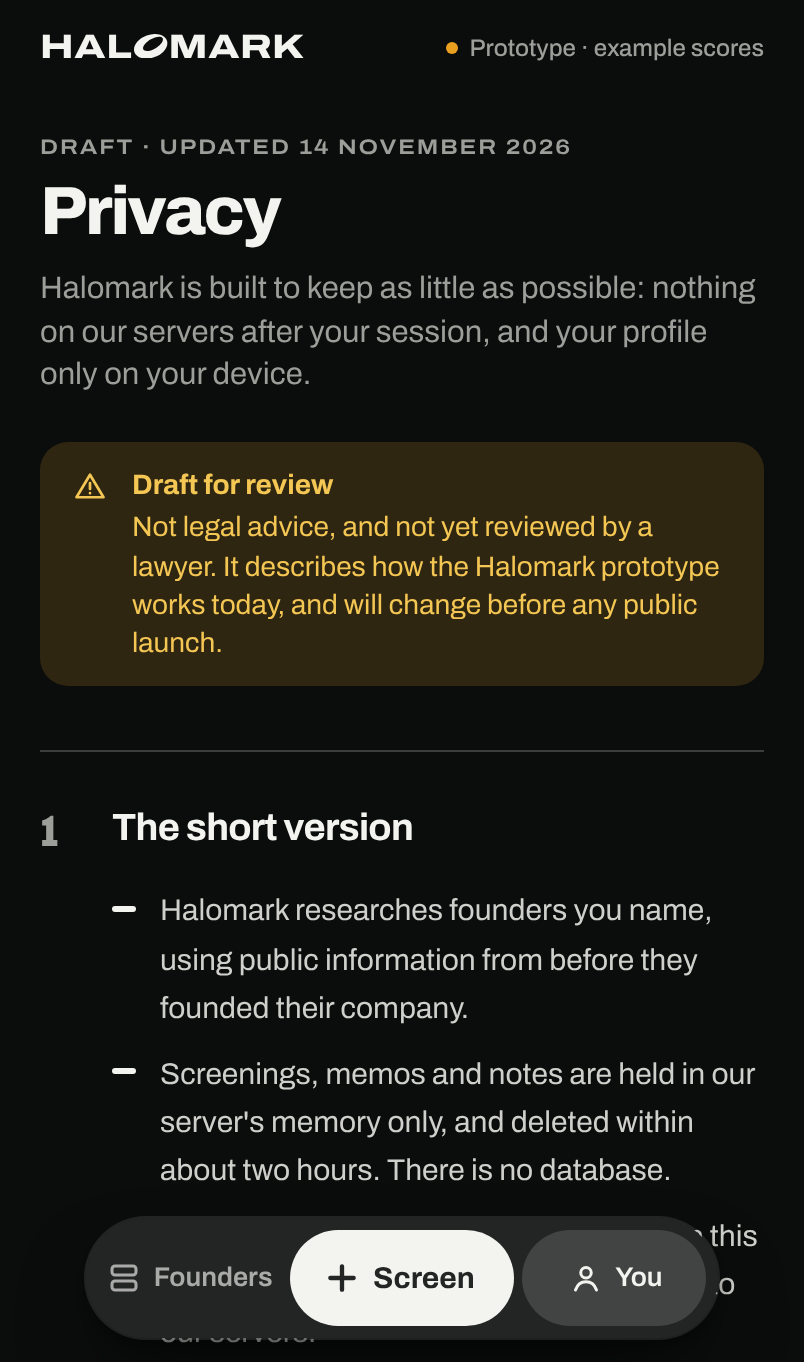 HALOMARK
Prototype · example scores
DRAFT · UPDATED 14 NOVEMBER 2026
Privacy
Halomark is built to keep as little as possible: nothing
on our servers after your session, and your profile
only on your device.
Draft for review
Not legal advice, and not yet reviewed by a
lawyer. It describes how the Halomark prototype
works today, and will change before any public
launch.
1
The short version
Halomark researches founders you name,
using public information from before they
founded their company.
Screenings, memos and notes are held in our
server's memory only, and deleted within
about two hours. There is no database.
this
our servers.
Founders
Screen
You